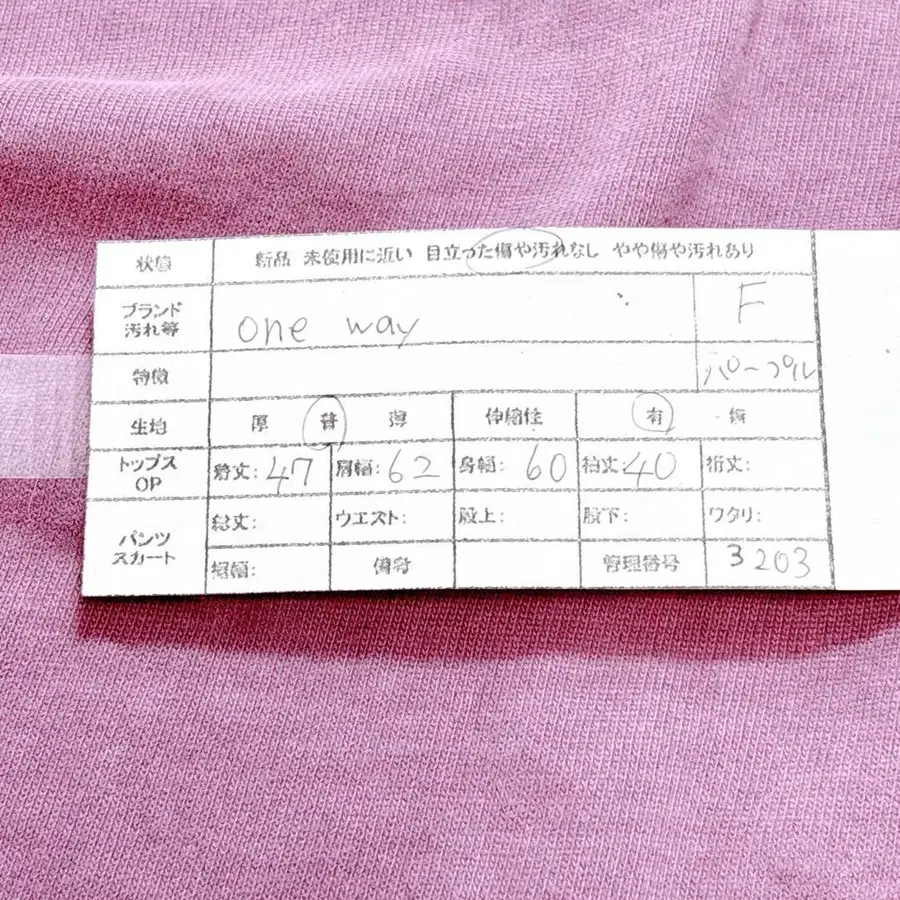 状態 新品 未使用に近い 目立った傷や汚れなし やや傷や汚れあり
ブランド
汚れ等 one way F
特徴 パープル
生地 厚 普 薄 伸縮性 有 無
トップス
OP 着丈:47 肩幅:62 身幅:60 袖丈:40 裄丈:
パンツ
スカート 総丈: ウエスト: 股上: 股下: ワタリ:
裾幅: 備考 管理番号 3203